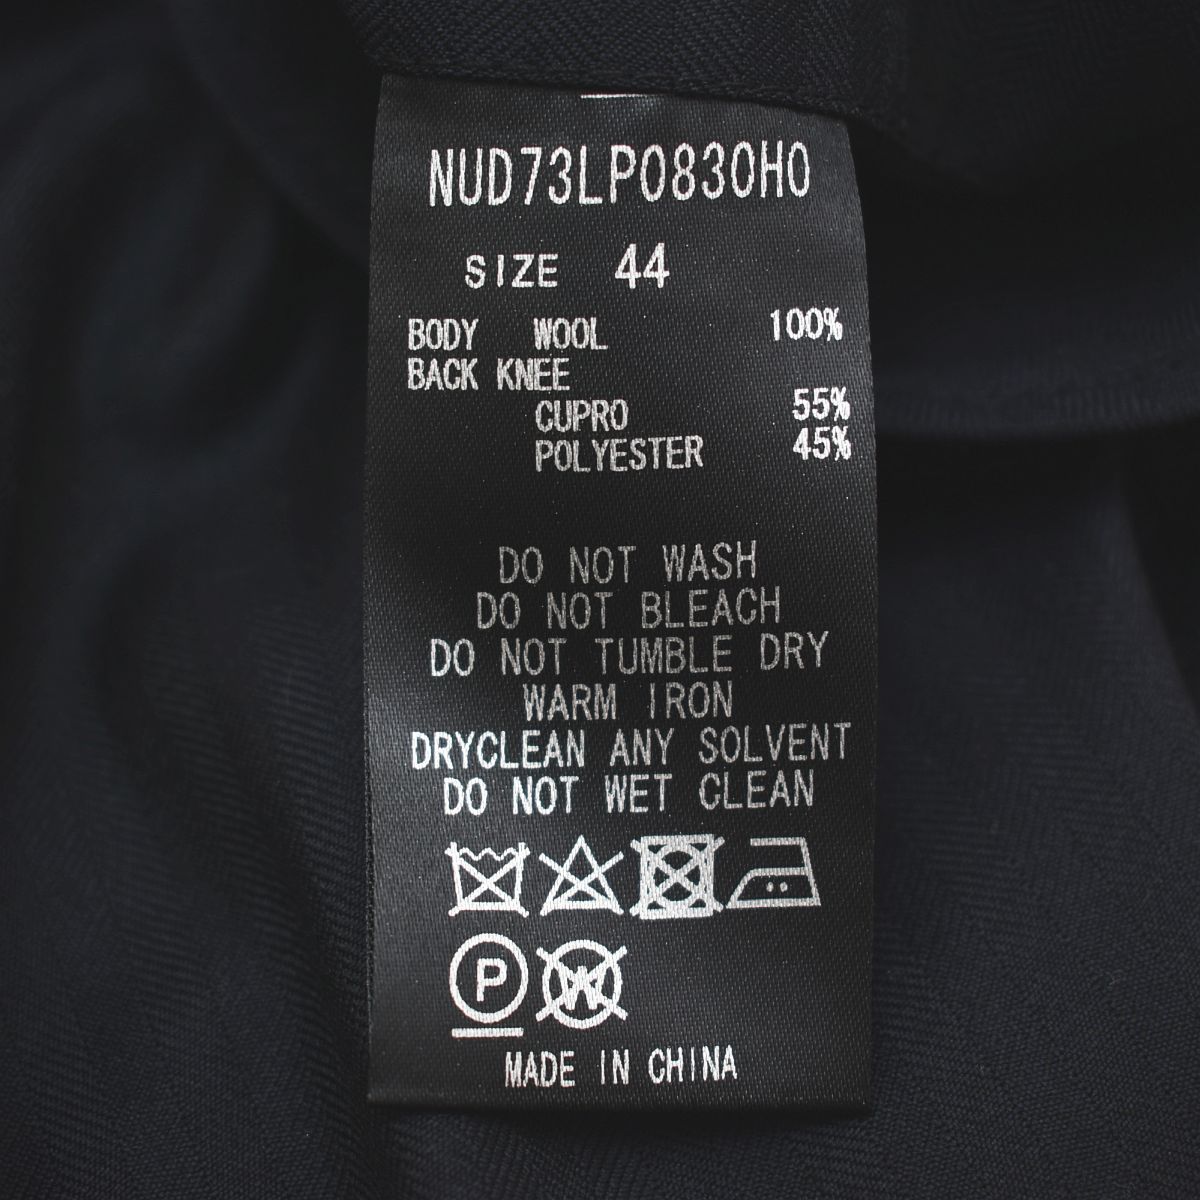 NUD73LP0830H0
SIZE 44
BODY WOOL 100%
BACK KNEE
CUPRO 55%
POLYESTER 45%
DO NOT WASH
DO NOT BLEACH
DO NOT TUMBLE DRY
WARM IRON
DRYCLEAN ANY SOLVENT
DO NOT WET CLEAN
P W
MADE IN CHINA